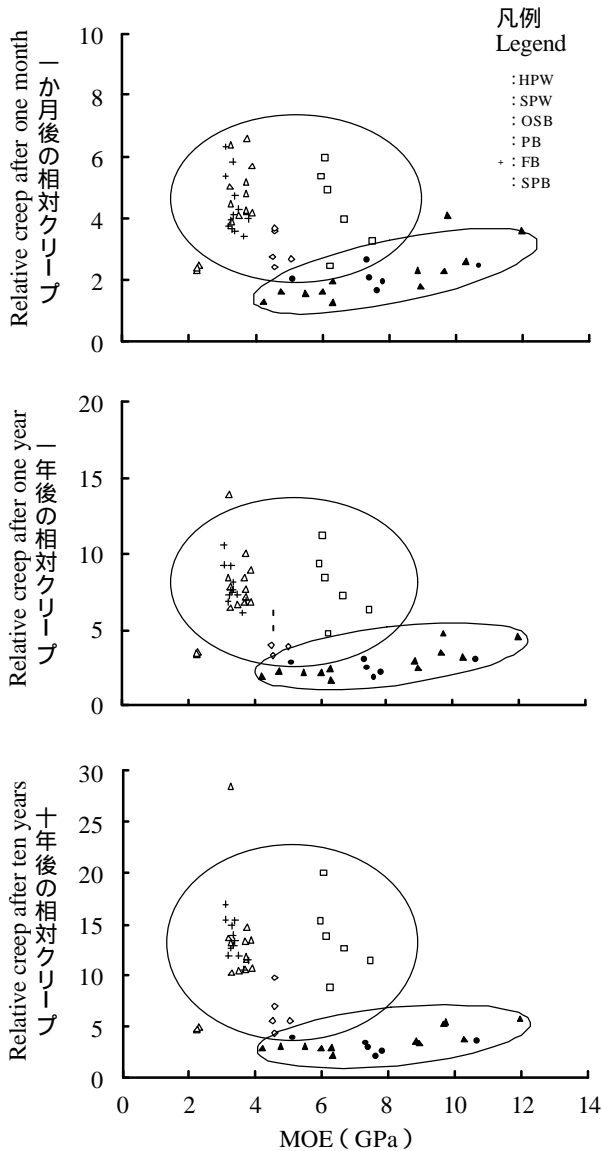 凡例
Legend
：HPW
：SPW
：OSB
：PB
+ ：FB
：SPB
Relative creep after one month
一か月後の相対クリープ
10
8
6
4
2
0
Relative creep after one year
一年後の相対クリープ
20
15
10
5
0
Relative creep after ten years
十年後の相対クリープ
30
25
20
15
10
5
0
0 2 4 6 8 10 12 14
MOE（GPa）